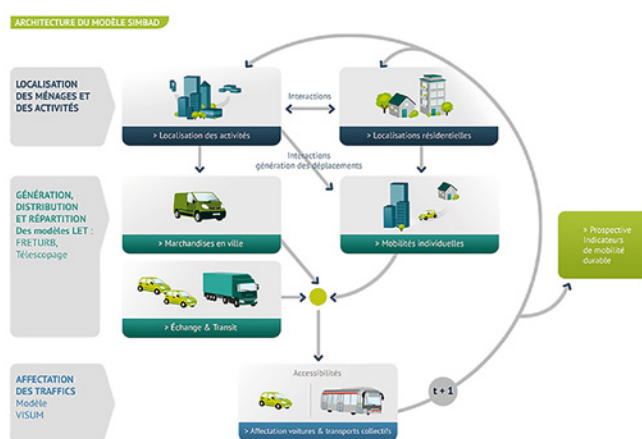 ARCHITECTURE DU MODÈLE SIMBAD
LOCALISATION
DES MÉNAGES ET
DES ACTIVITÉS
> Localisation des activités
Interactions
> Localisations résidentielles
Interactions
génération des déplacements
GÉNÉRATION,
DISTRIBUTION
ET RÉPARTITION
Des modèles LET :
FRETURB,
Télescopage
> Marchandises en ville
> Mobilités individuelles
> Prospective
Indicateurs
de mobilité
durable
> Échange & Transit
AFFECTATION
DES TRAFFICS
Modèle
VISUM
Accessibilités
> Affectation voitures & transports collectifs
t + 1